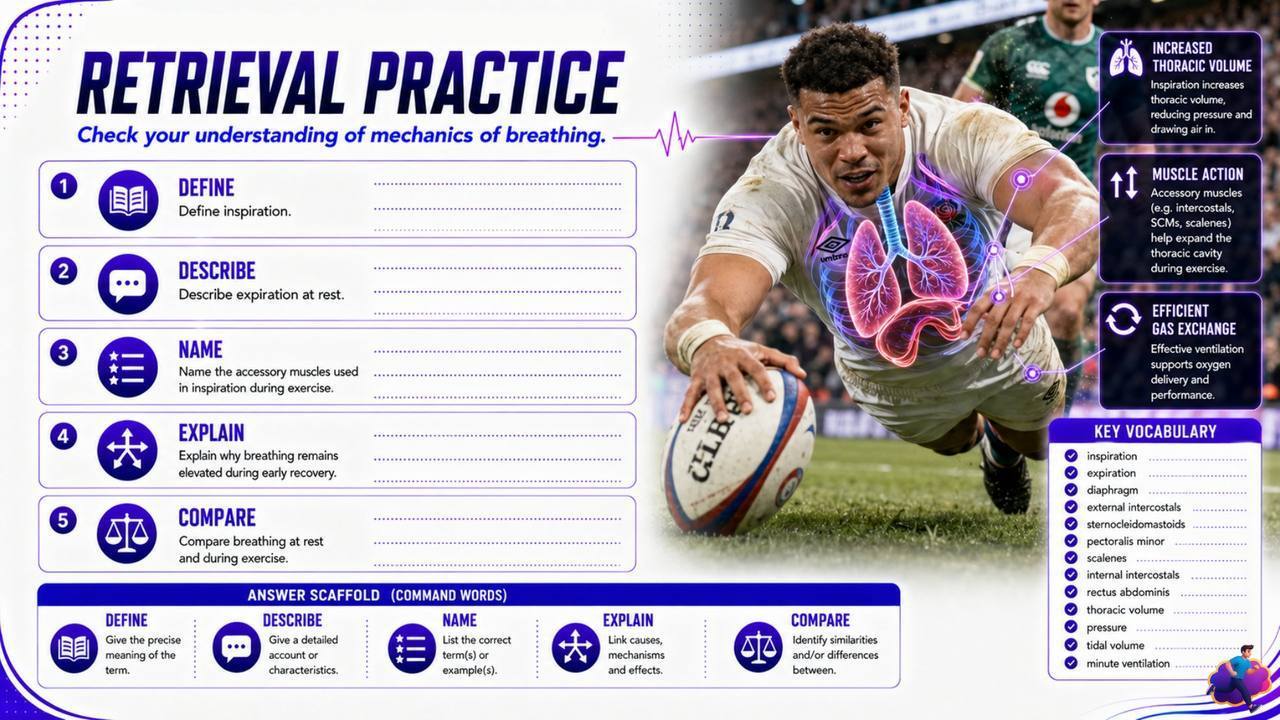 RETRIEVAL PRACTICE
Check your understanding of mechanics of breathing.
1
DEFINE
Define inspiration.
2
DESCRIBE
Describe expiration at rest.
3
NAME
Name the accessory muscles used
in inspiration during exercise.
4
EXPLAIN
Explain why breathing remains
elevated during early recovery.
5
COMPARE
Compare breathing at rest
and during exercise.
ANSWER SCAFFOLD (COMMAND WORDS)
DEFINE
Give the precise
meaning of the
term.
DESCRIBE
Give a detailed
account or
characteristics.
NAME
List the correct
term(s) or
example(s).
EXPLAIN
Link causes,
mechanisms
and effects.
COMPARE
Identify similarities
and/or differences
between.
umbro
INCREASED
THORACIC VOLUME
Inspiration increases
thoracic volume,
reducing pressure and
drawing air in.
MUSCLE ACTION
Accessory muscles
(e.g. intercostals,
SCMs, scalenes)
help expand the
thoracic cavity
during exercise.
EFFICIENT
GAS EXCHANGE
Effective ventilation
supports oxygen
delivery and
performance.
KEY VOCABULARY
inspiration
expiration
diaphragm
external intercostals
sternocleidomastoids
pectoralis minor
scalenes
internal intercostals
rectus abdominis
thoracic volume
pressure
tidal volume
minute ventilation